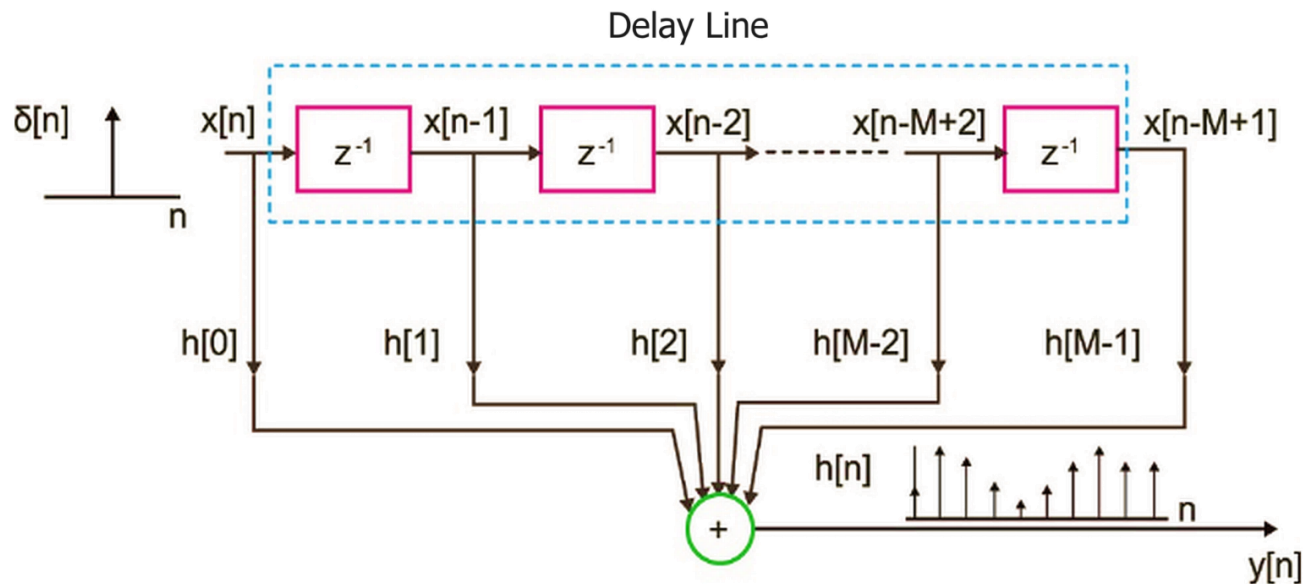 Delay Line
δ[n]
n
x[n]
z⁻¹
x[n-1]
z⁻¹
x[n-2]
x[n-M+2]
z⁻¹
x[n-M+1]
h[0]
h[1]
h[2]
h[M-2]
h[M-1]
h[n]
n
+
y[n]